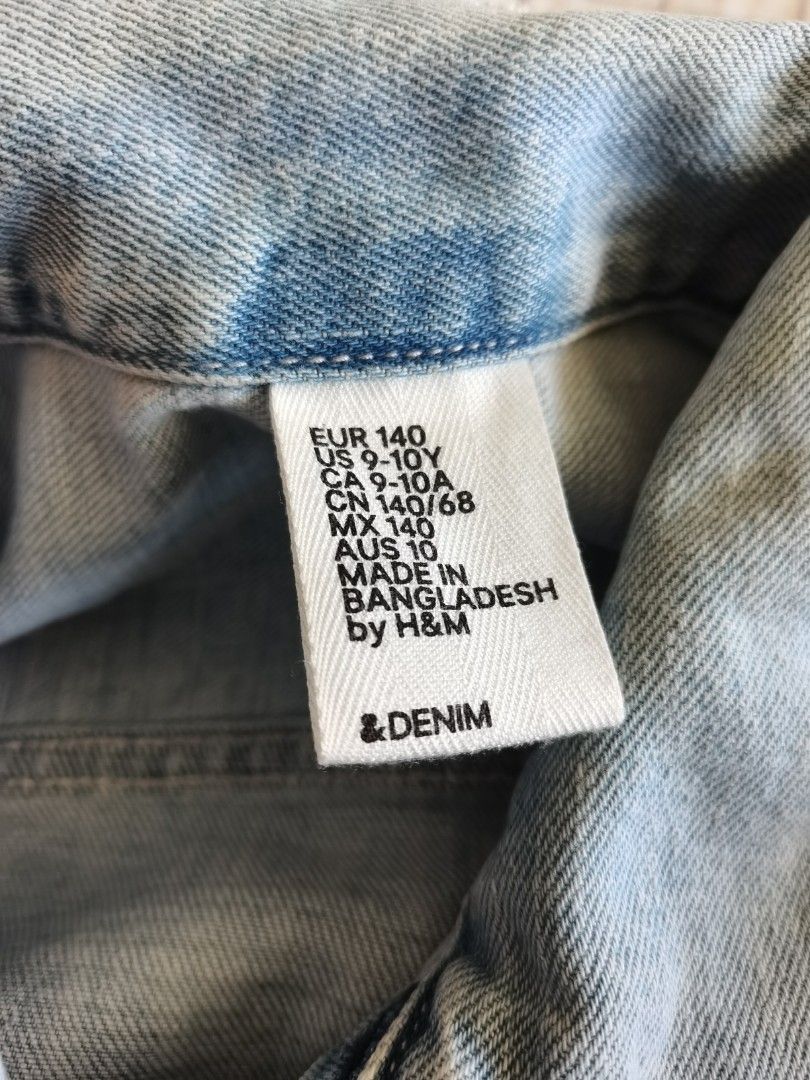 EUR 140
US 9-10Y
CA 9-10A
CN 140/68
MX 140
AUS 10
MADE IN
BANGLADESH
by H&M
&DENIM